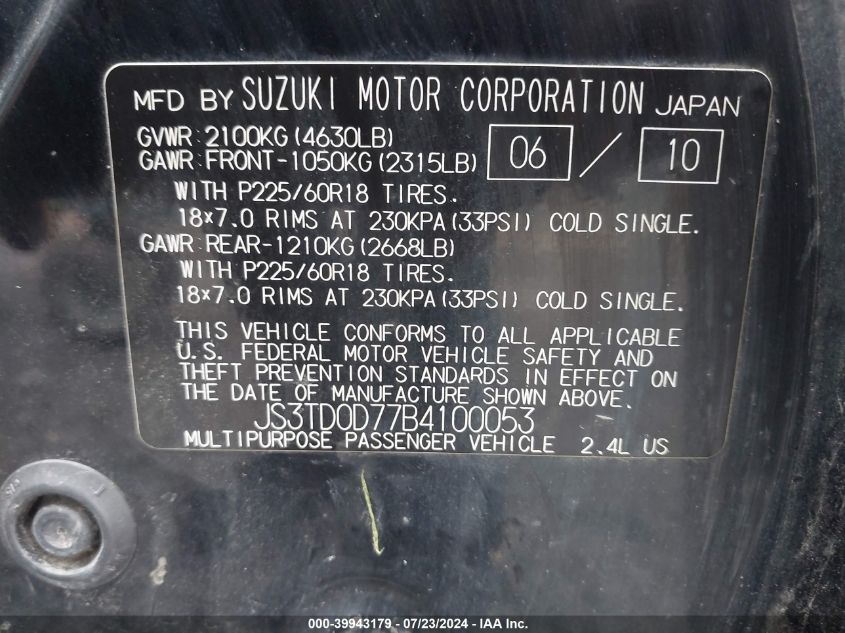 MFD BY SUZUKI MOTOR CORPORATION JAPAN
GVWR:2100KG(4630LB)
GAWR:FRONT-1050KG(2315LB) 06 / 10
WITH P225/60R18 TIRES.
18×7.0 RIMS AT 230KPA(33PSI) COLD SINGLE.
GAWR:REAR-1210KG(2668LB)
WITH P225/60R18 TIRES.
18×7.0 RIMS AT 230KPA(33PSI) COLD SINGLE.
THIS VEHICLE CONFORMS TO ALL APPLICABLE
U.S. FEDERAL MOTOR VEHICLE SAFETY AND
THEFT PREVENTION STANDARDS IN EFFECT ON
THE DATE OF MANUFACTURE SHOWN ABOVE.
JS3TD0D77B4100053
MULTIPURPOSE PASSENGER VEHICLE 2.4L US
000-39943179 / 07/23/2024 - IAA Inc.